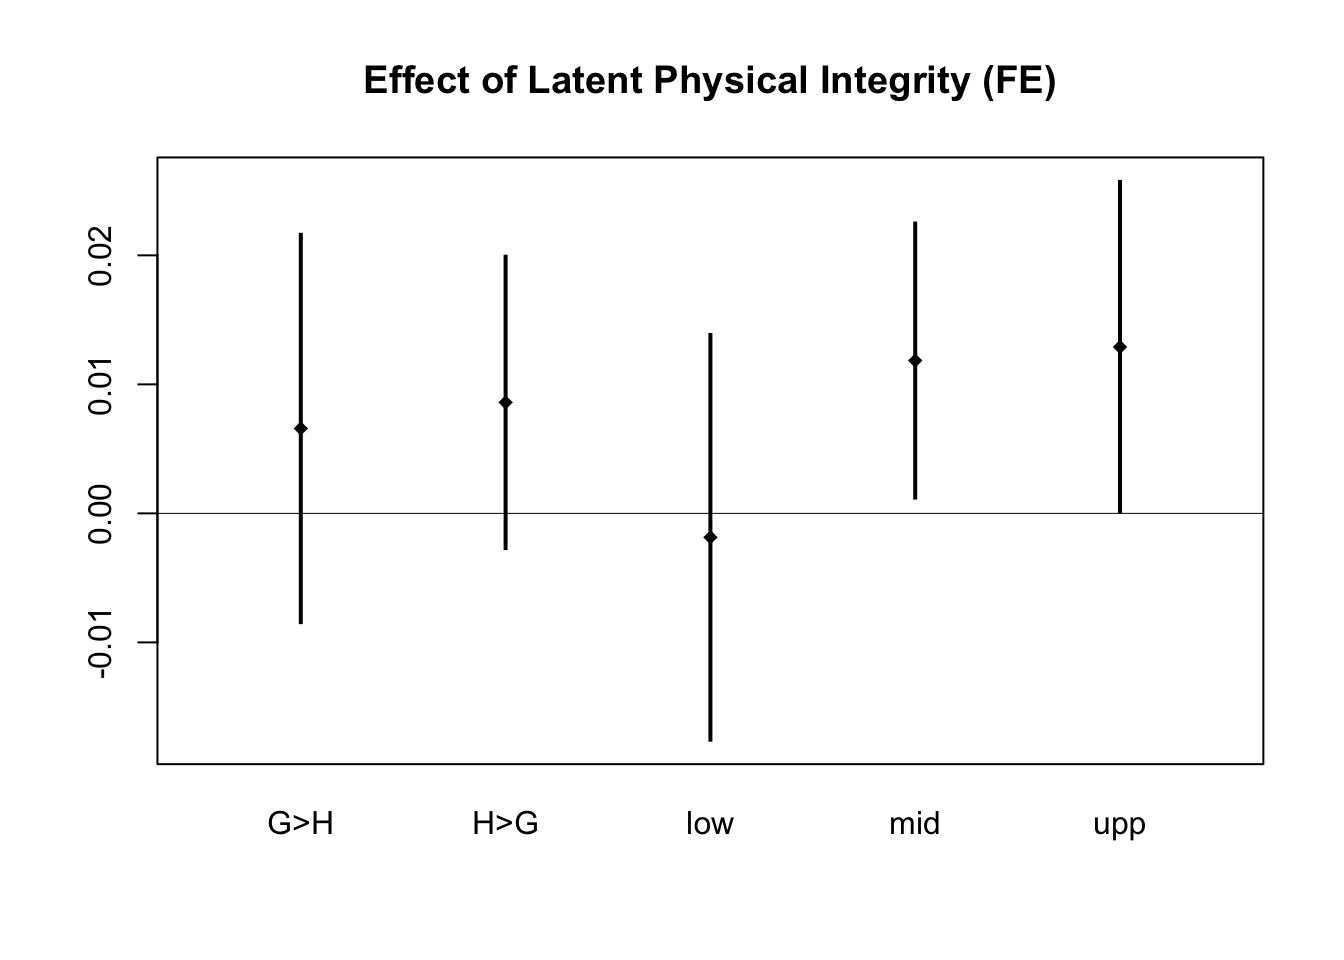 Effect of Latent Physical Integrity (FE)
0.02
0.01
0.00
-0.01
G>H H>G low mid upp